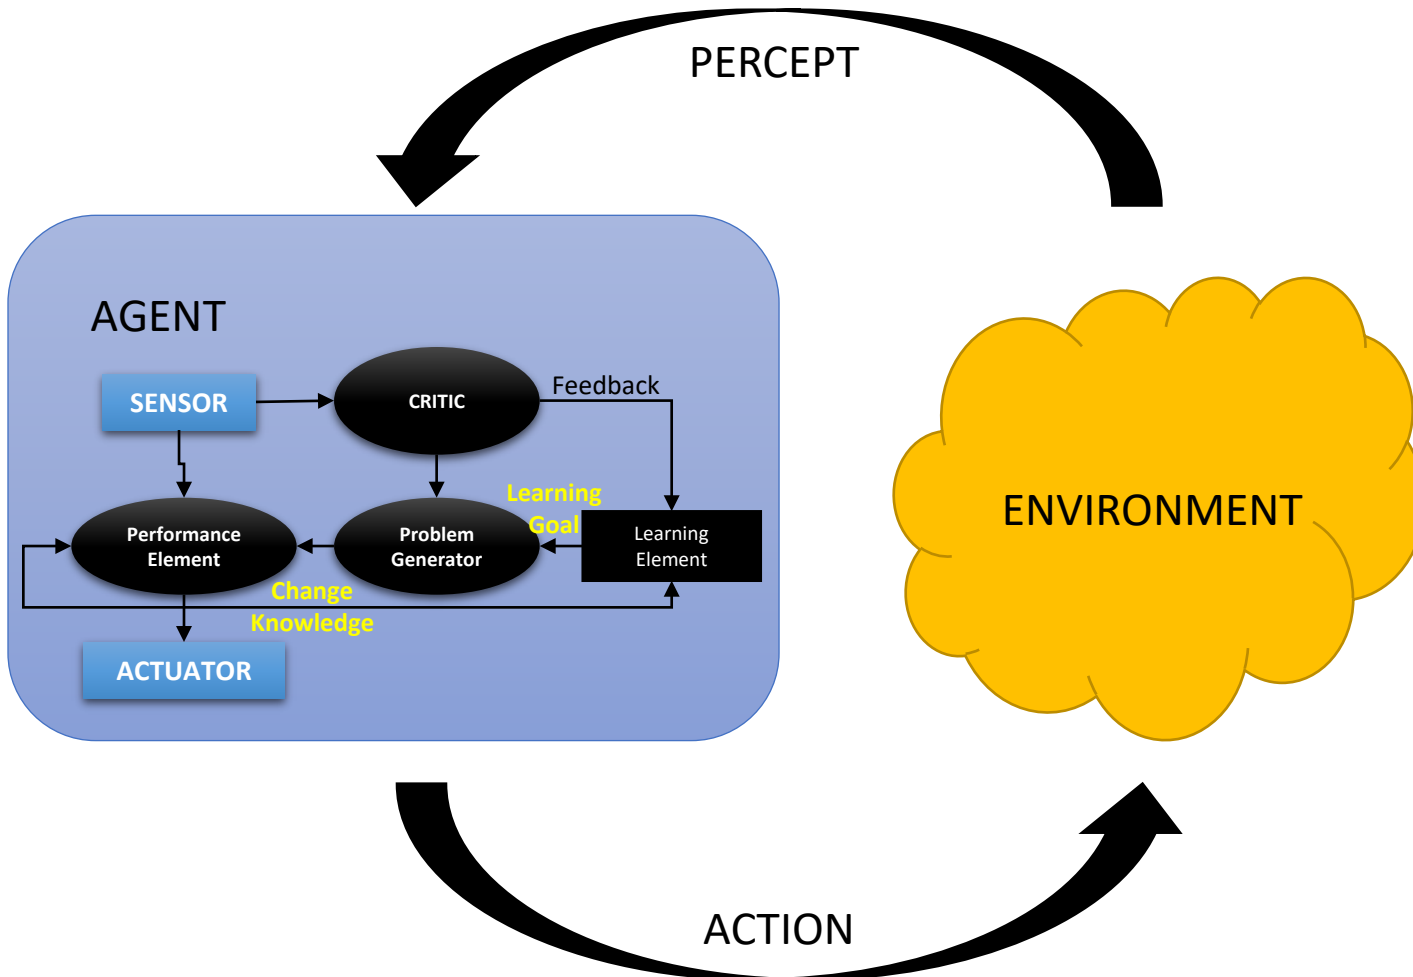 PERCEPT
AGENT
SENSOR
CRITIC
Feedback
Learning
Goal
Performance
Element
Problem
Generator
Learning
Element
Change
Knowledge
ACTUATOR
ENVIRONMENT
ACTION